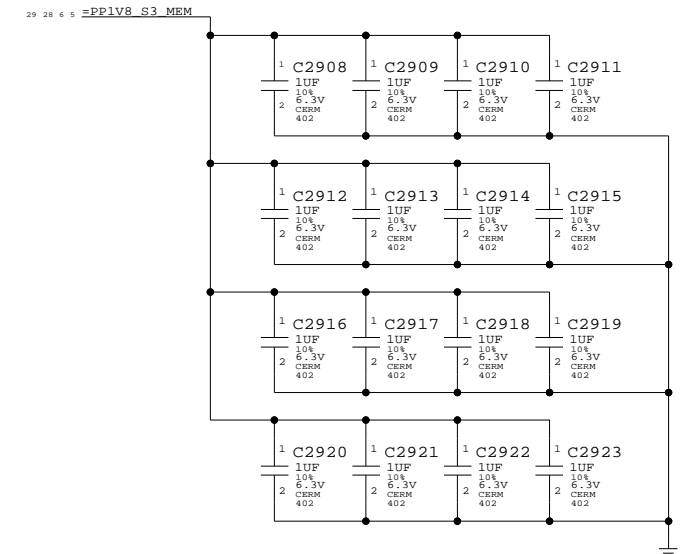 29 28 6 5 =PP1V8_S3_MEM
1 C2908 1 C2909 1 C2910 1 C2911
1UF 1UF 1UF 1UF
10% 10% 10% 10%
2 6.3V 2 6.3V 2 6.3V 2 6.3V
CERM CERM CERM CERM
402 402 402 402
1 C2912 1 C2913 1 C2914 1 C2915
1UF 1UF 1UF 1UF
10% 10% 10% 10%
2 6.3V 2 6.3V 2 6.3V 2 6.3V
CERM CERM CERM CERM
402 402 402 402
1 C2916 1 C2917 1 C2918 1 C2919
1UF 1UF 1UF 1UF
10% 10% 10% 10%
2 6.3V 2 6.3V 2 6.3V 2 6.3V
CERM CERM CERM CERM
402 402 402 402
1 C2920 1 C2921 1 C2922 1 C2923
1UF 1UF 1UF 1UF
10% 10% 10% 10%
2 6.3V 2 6.3V 2 6.3V 2 6.3V
CERM CERM CERM CERM
402 402 402 402